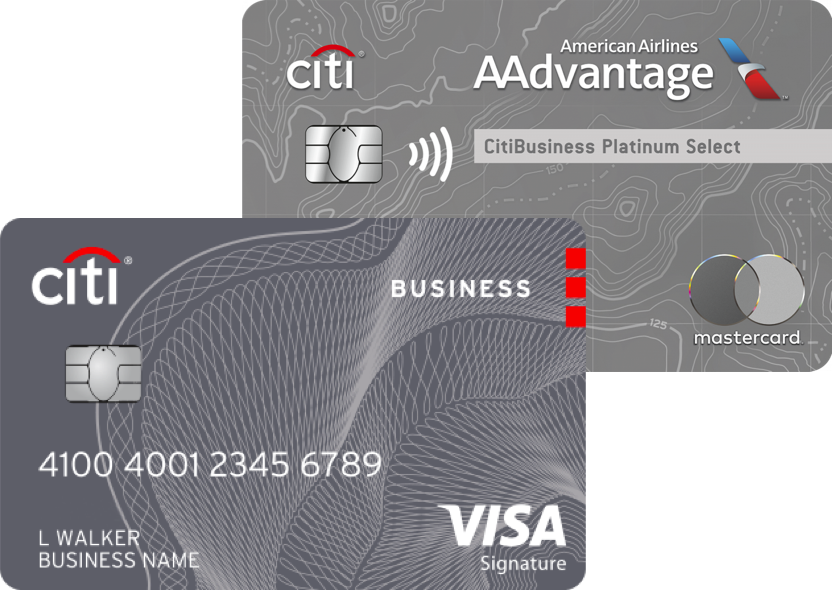 citi®
American Airlines
AAdvantage
™
CitiBusiness Platinum Select
150
125
mastercard
citi®
BUSINESS
4100 4001 2345 6789
L WALKER
BUSINESS NAME
VISA
Signature